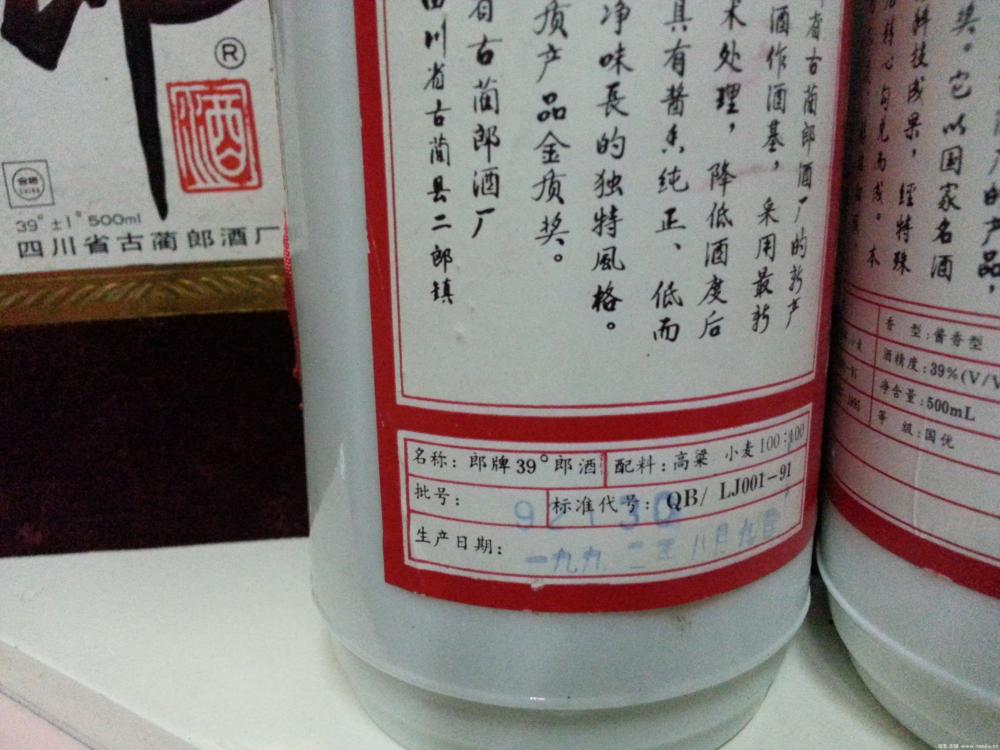 ®
酒
39° ±1° 500ml
四川省古蔺郎酒厂
省古蔺郎酒厂的新产
酒作酒基，采用最新
术处理，降低酒度后
具有酱香纯正、低而
净味長的独特風格。
质产品金质奖。
省古蔺郎酒厂
四川省古蔺县二郎镇
名称：郎牌39°郎酒 配料：高粱 小麦100:100
批号： 标准代号：QB/ LJ001-91
生产日期：
奖。它以国家名酒
科技成果，經特殊
的产品，
本
香 型：酱香型
酒精度：39%(V/V
净含量：500mL
等 级：国优